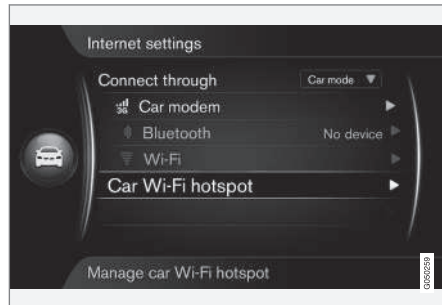 Internet settings
Connect through Car mode
3G Car modem
Bluetooth No device
Wi-Fi
Car Wi-Fi hotspot
Manage car Wi-Fi hotspot
G050259